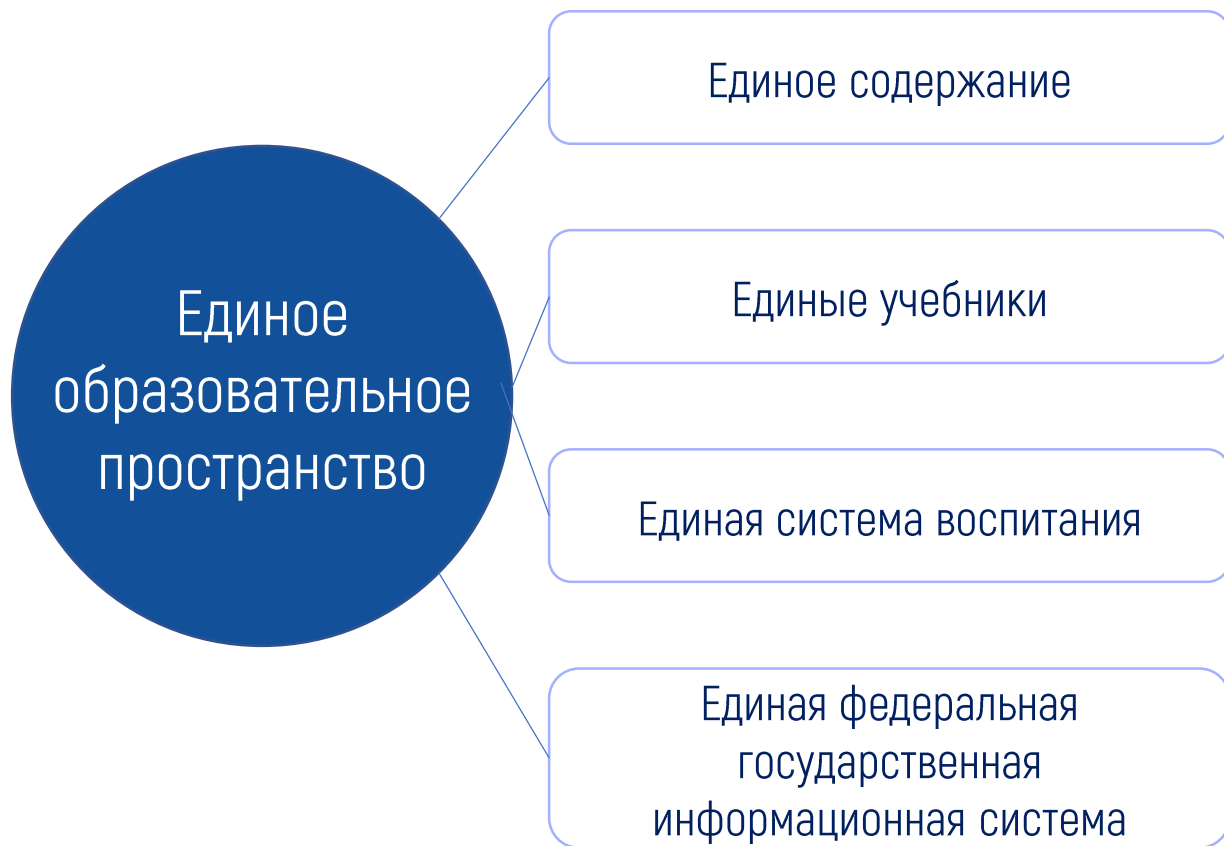 Единое
образовательное
пространство
Единое содержание
Единые учебники
Единая система воспитания
Единая федеральная
государственная
информационная система